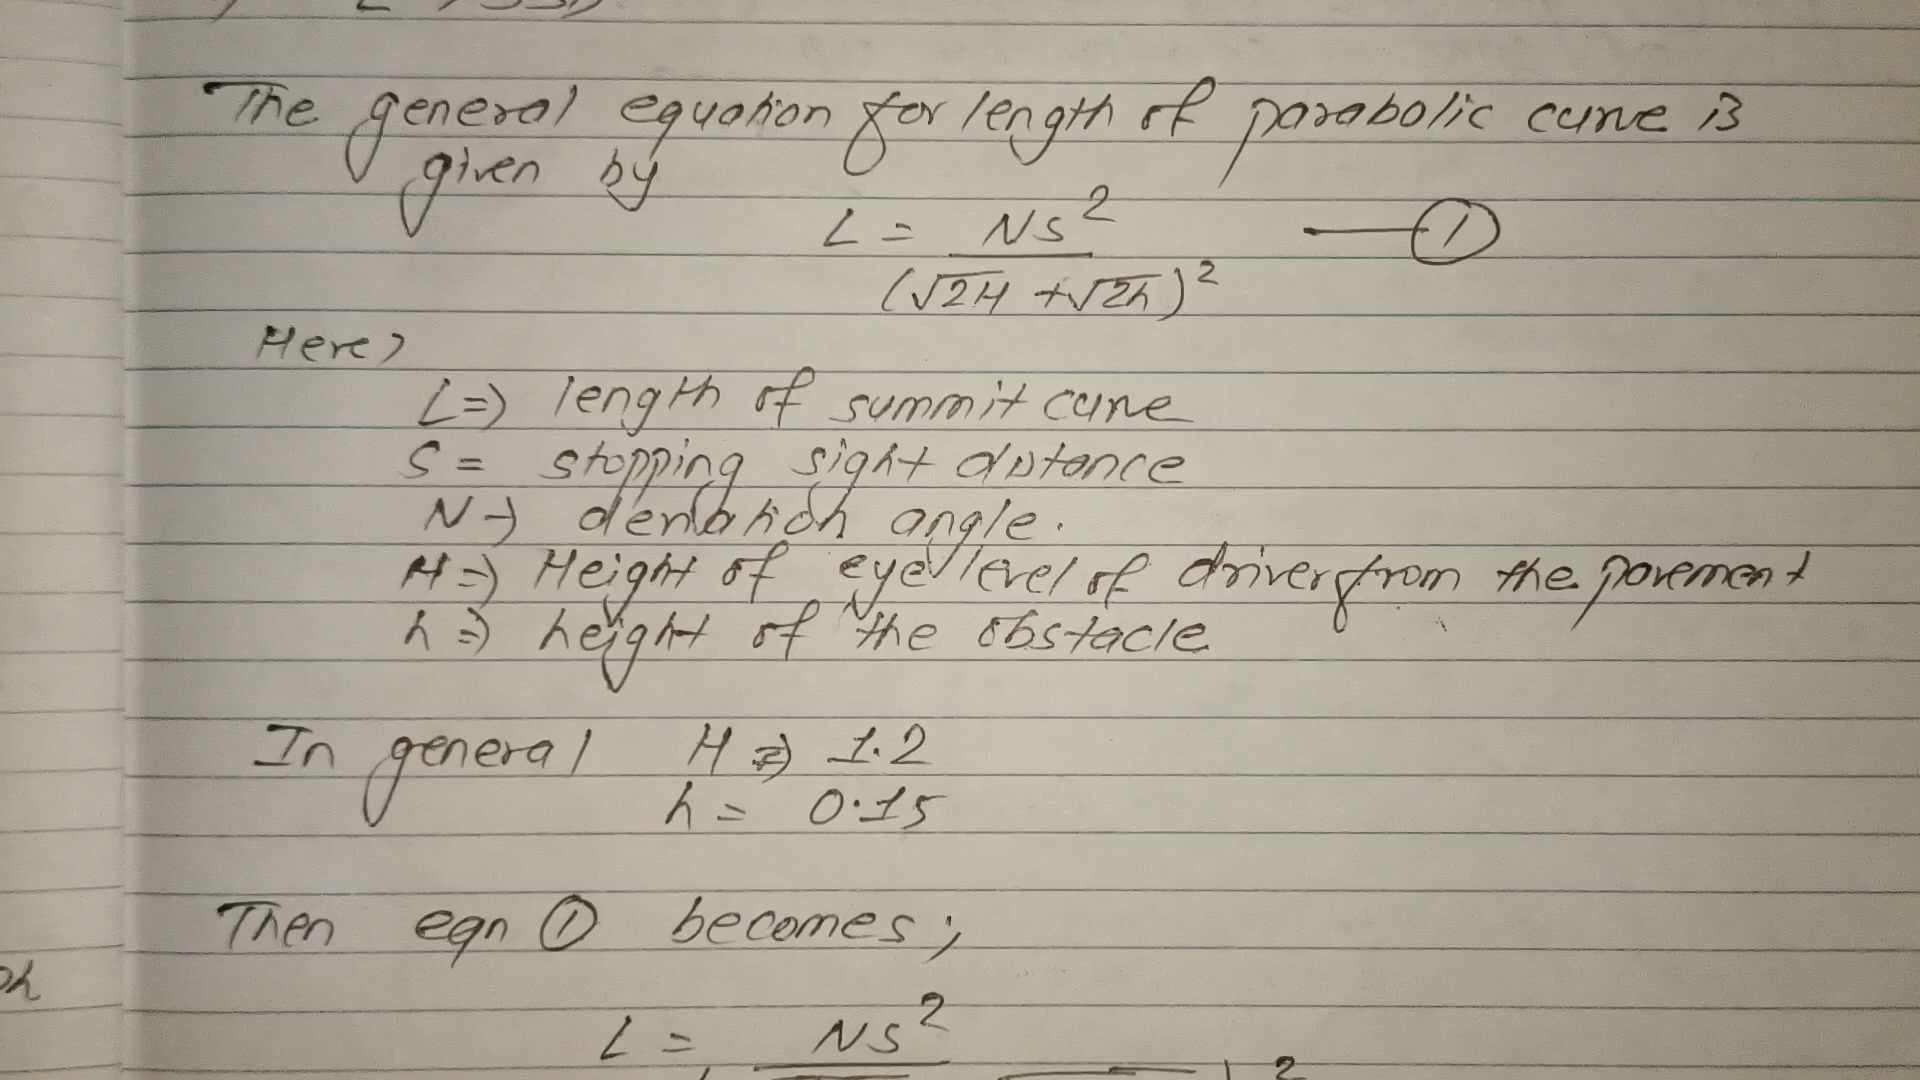 The general equation for length of parabolic curve is
given by
L = NS² / (√2H + √2h)² —①
Here,
L => length of summit curve
S = stopping sight distance
N -> deviation angle.
H => Height of eye level of driver from the pavement
h => height of the obstacle
In general H => 1.2
h = 0.15
Then eqn ① becomes;
L = NS²